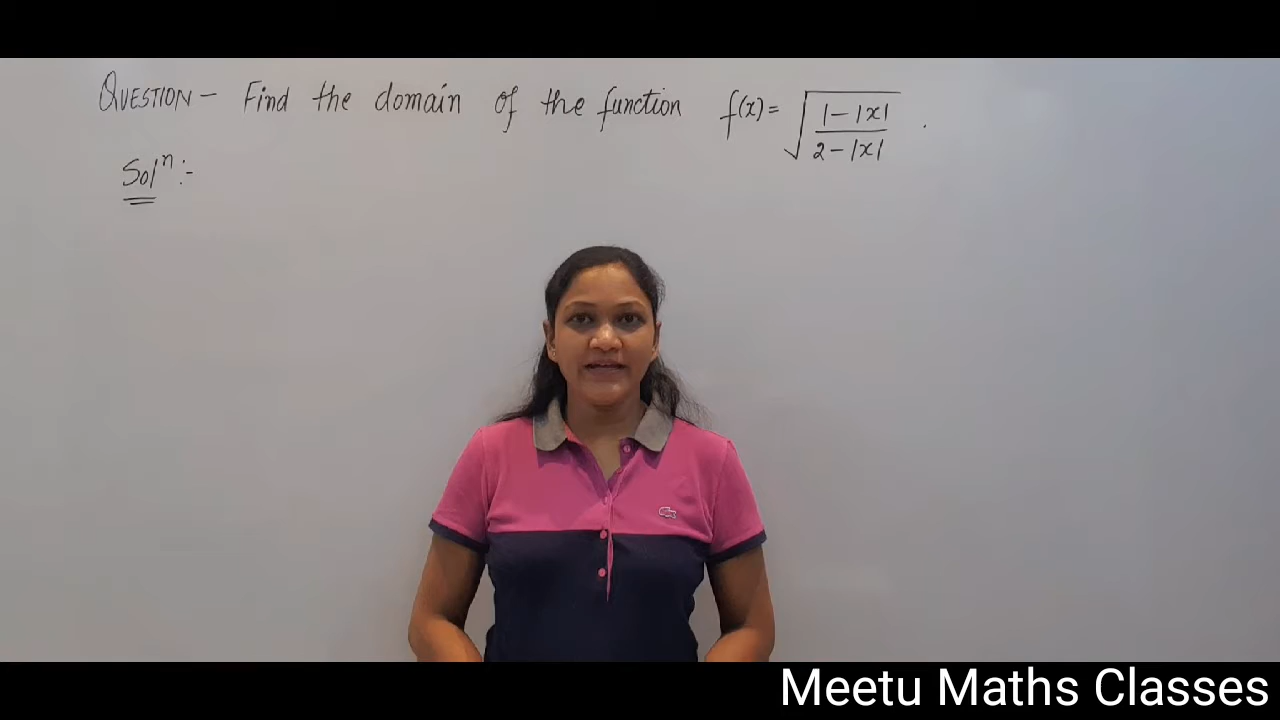 QUESTION – Find the domain of the function f(x) = √((1-|x|)/(2-|x|)) .
Solⁿ :-
Meetu Maths Classes